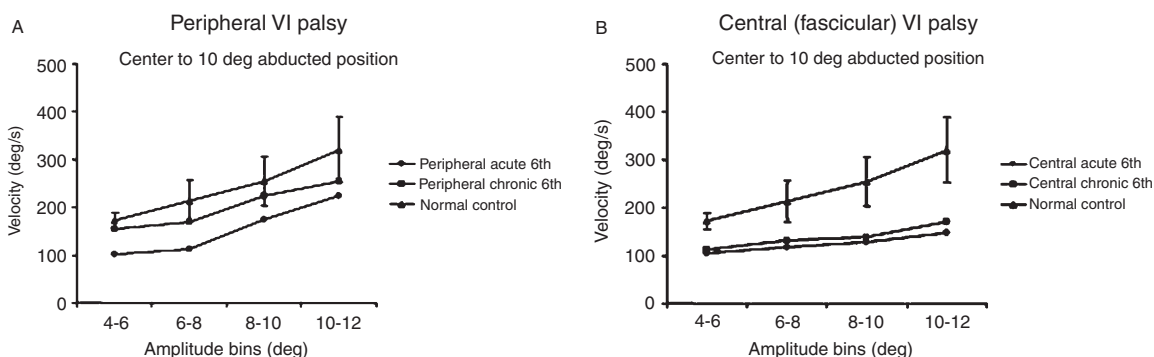 A
Peripheral VI palsy
Center to 10 deg abducted position
500
400
300
200
100
0
Velocity (deg/s)
4-6
6-8
8-10
10-12
Amplitude bins (deg)
Peripheral acute 6th
Peripheral chronic 6th
Normal control
B
Central (fascicular) VI palsy
Center to 10 deg abducted position
500
400
300
200
100
0
Velocity (deg/s)
4-6
6-8
8-10
10-12
Amplitude bins (deg)
Central acute 6th
Central chronic 6th
Normal control